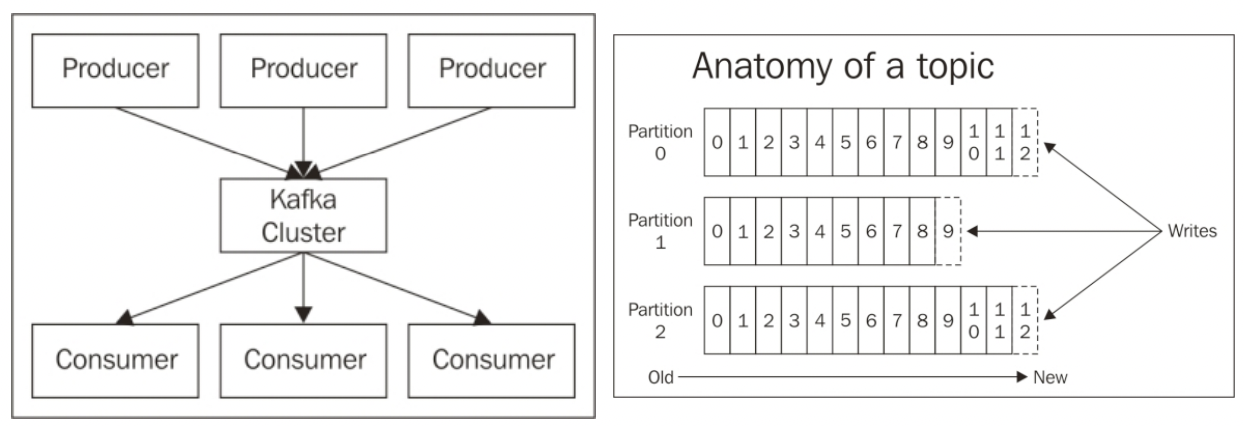 Producer Producer Producer
Kafka
Cluster
Consumer Consumer Consumer
Anatomy of a topic
Partition
0
0 1 2 3 4 5 6 7 8 9 10 11 12
Partition
1
0 1 2 3 4 5 6 7 8 9
Writes
Partition
2
0 1 2 3 4 5 6 7 8 9 10 11 12
Old New